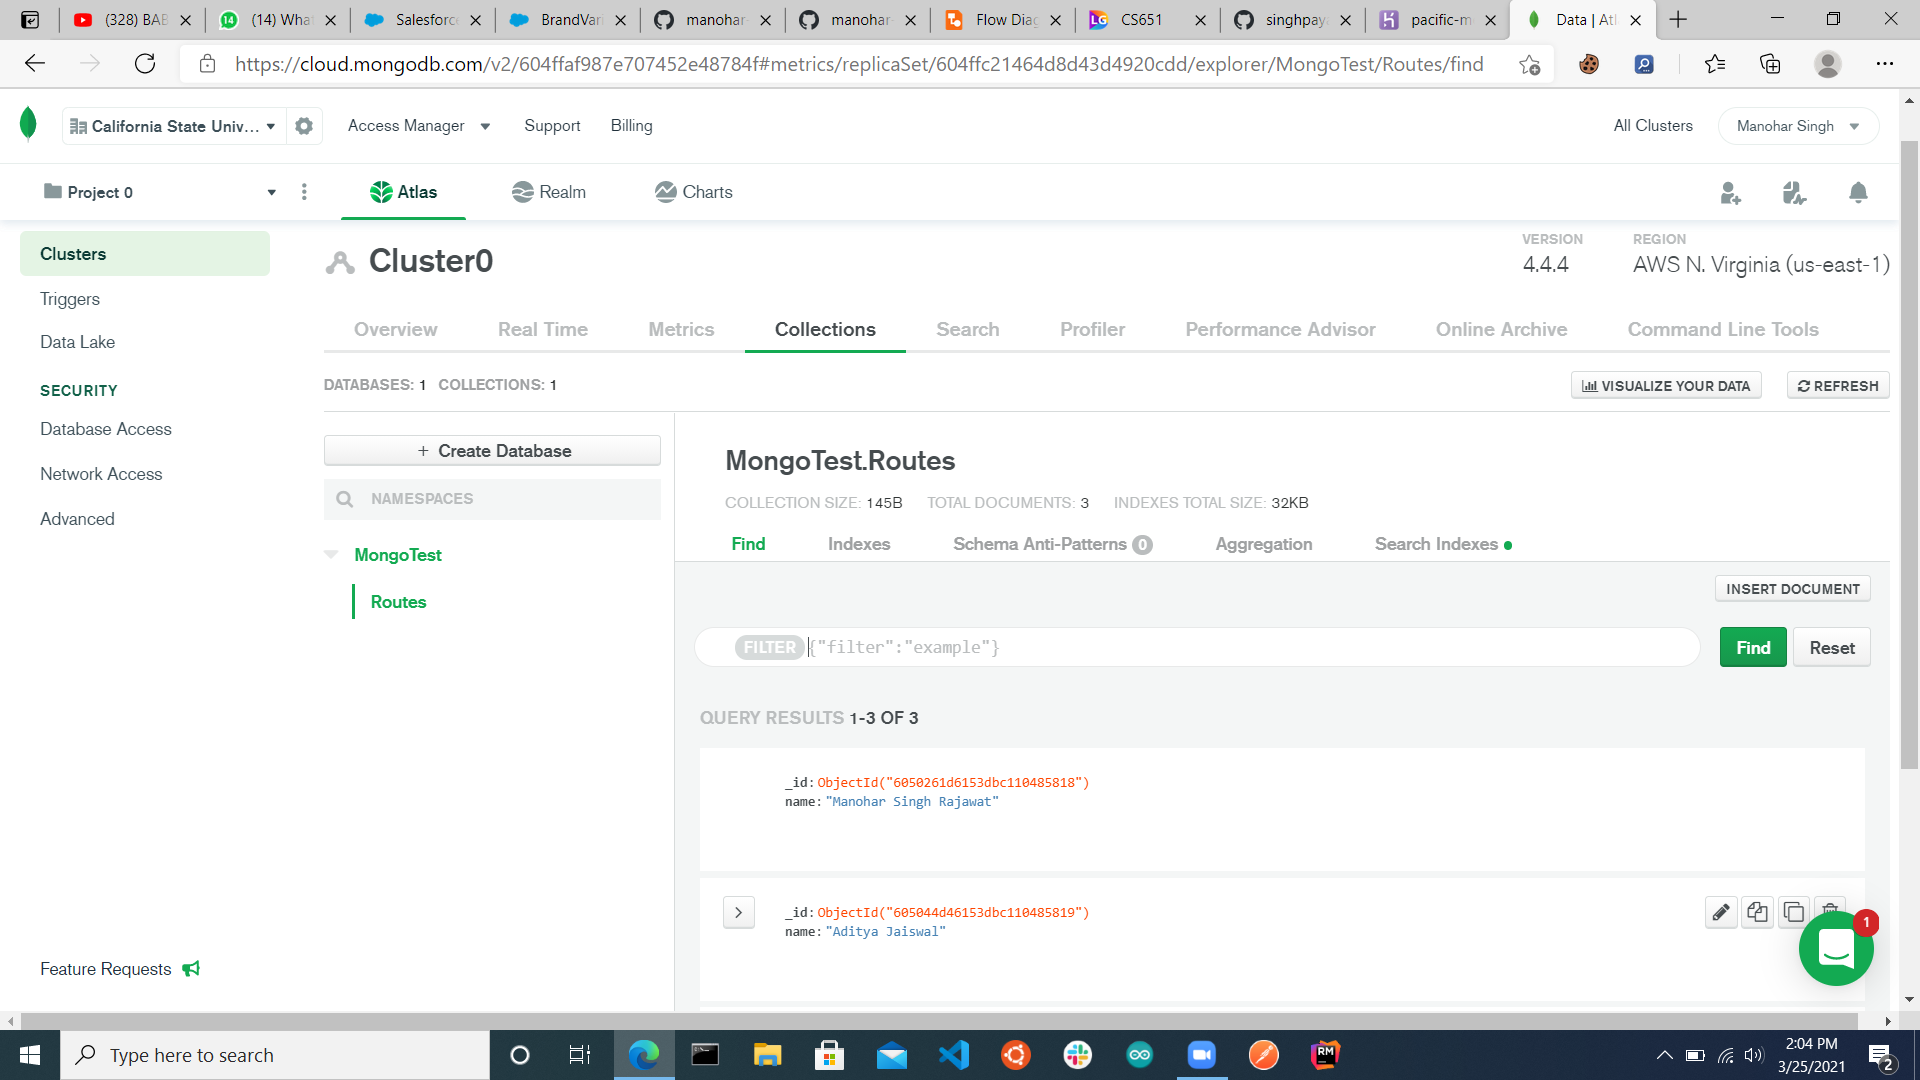 (328) BAB
(14) What
Salesforce
BrandVari
manohar-
manohar-
Flow Diag
CS651
singhpaya
pacific-m
Data | Atl
https://cloud.mongodb.com/v2/604ffaf987e707452e48784f#metrics/replicaSet/604ffc21464d8d43d4920cdd/explorer/MongoTest/Routes/find
California State Univ...
Access Manager
Support
Billing
All Clusters
Manohar Singh
Project 0
Atlas
Realm
Charts
Clusters
Triggers
Data Lake
SECURITY
Database Access
Network Access
Advanced
Feature Requests
Cluster0
VERSION
4.4.4
REGION
AWS N. Virginia (us-east-1)
Overview
Real Time
Metrics
Collections
Search
Profiler
Performance Advisor
Online Archive
Command Line Tools
DATABASES: 1 COLLECTIONS: 1
VISUALIZE YOUR DATA
REFRESH
+ Create Database
NAMESPACES
MongoTest
Routes
MongoTest.Routes
COLLECTION SIZE: 145B TOTAL DOCUMENTS: 3 INDEXES TOTAL SIZE: 32KB
Find
Indexes
Schema Anti-Patterns 0
Aggregation
Search Indexes
INSERT DOCUMENT
FILTER {"filter":"example"}
Find
Reset
QUERY RESULTS 1-3 OF 3
_id: ObjectId("6050261d6153dbc110485818")
name: "Manohar Singh Rajawat"
_id: ObjectId("605044d46153dbc110485819")
name: "Aditya Jaiswal"
1
Type here to search
RM
2:04 PM
3/25/2021
2